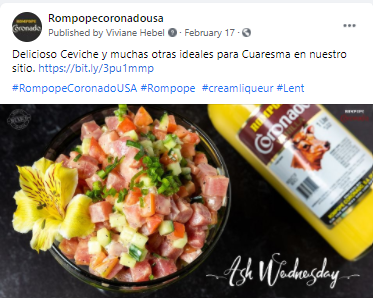 Rompopecoronadousa
Published by Viviane Hebel · February 17 ·
Delicioso Ceviche y muchas otras ideales para Cuaresma en nuestro
sitio. https://bit.ly/3pu1mmp
#RompopeCoronadoUSA #Rompope #creamliqueur #Lent
ROMPOPE
Coronado
Ash Wednesday